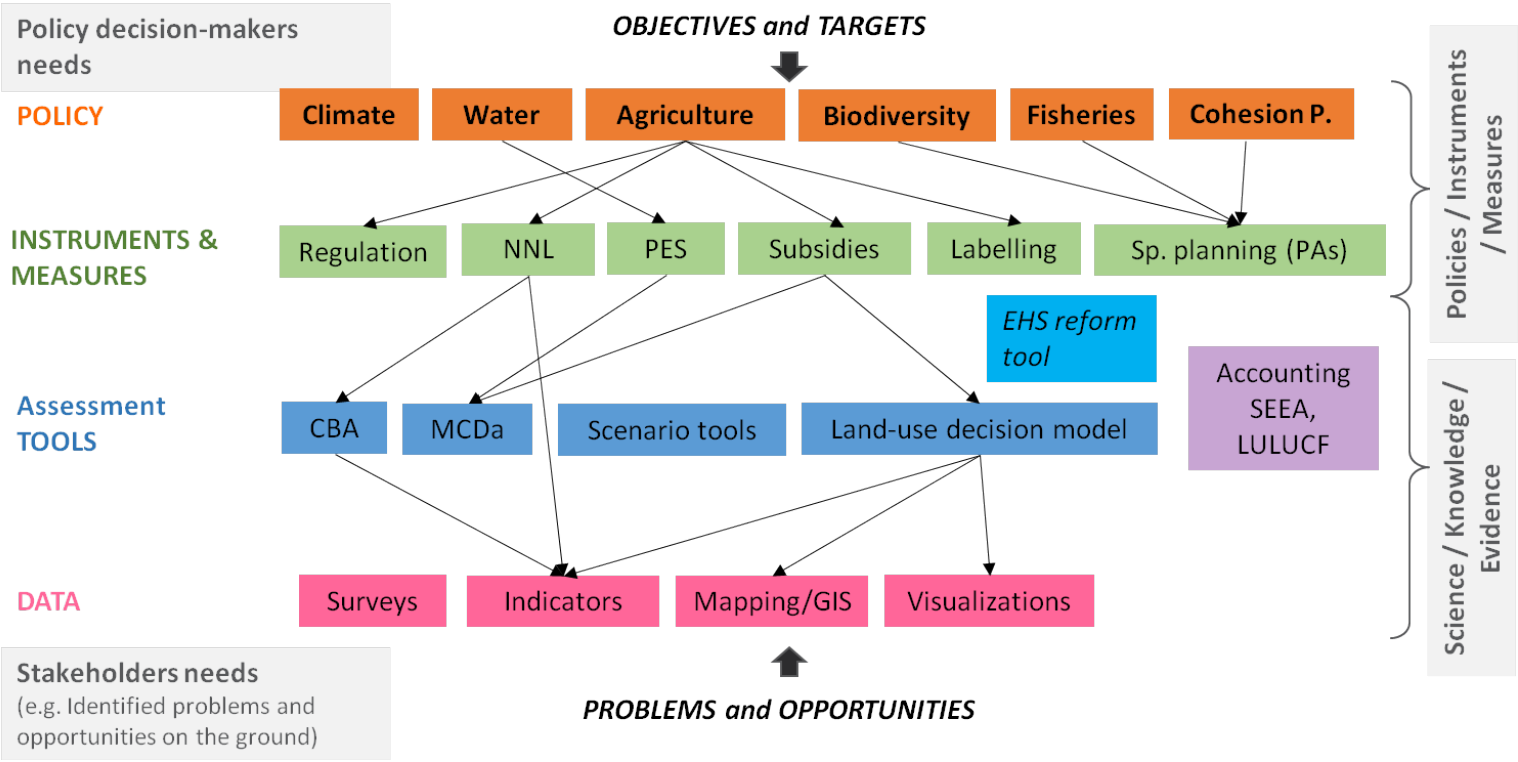 Policy decision-makers
needs
OBJECTIVES and TARGETS
POLICY
Climate
Water
Agriculture
Biodiversity
Fisheries
Cohesion P.
INSTRUMENTS &
MEASURES
Regulation
NNL
PES
Subsidies
Labelling
Sp. planning (PAs)
EHS reform
tool
Accounting
SEEA,
LULUCF
Assessment
TOOLS
CBA
MCDa
Scenario tools
Land-use decision model
DATA
Surveys
Indicators
Mapping/GIS
Visualizations
Stakeholders needs
(e.g. Identified problems and
opportunities on the ground)
PROBLEMS and OPPORTUNITIES
Policies / Instruments
/ Measures
Science / Knowledge /
Evidence